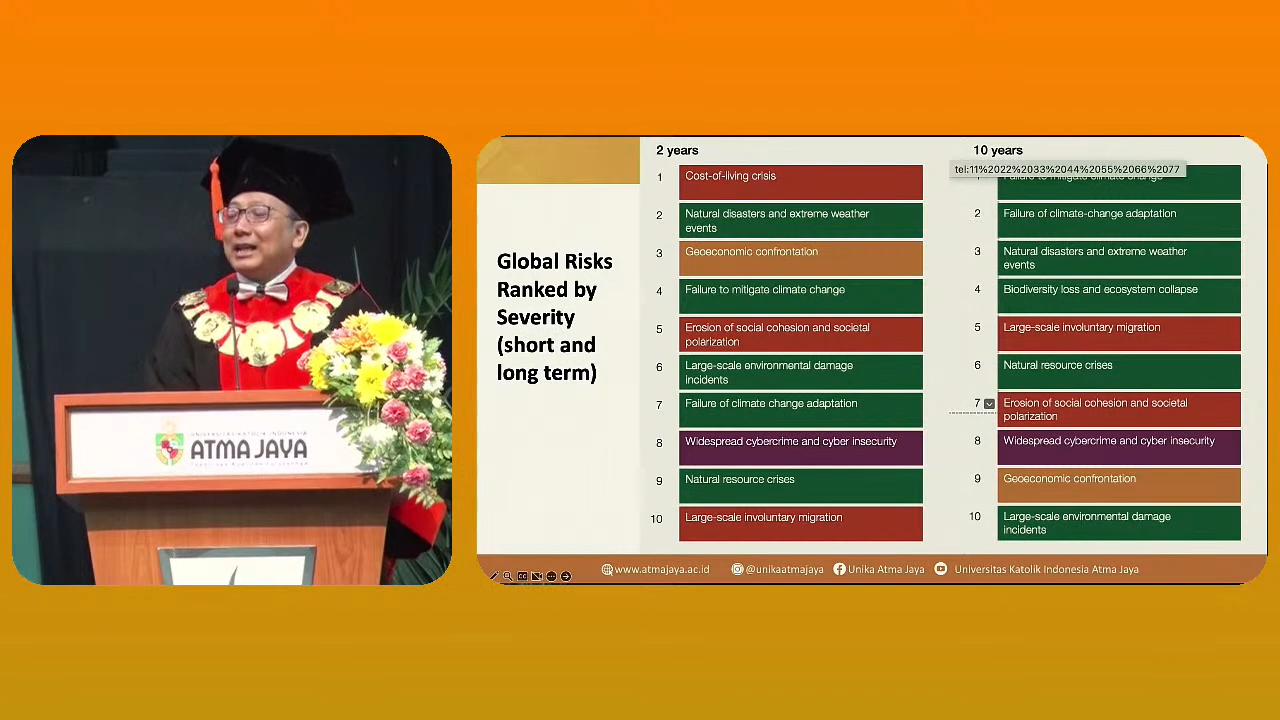 UNIVERSITAS KATOLIK INDONESIA
ATMA JAYA
Global Risks
Ranked by
Severity
(short and
long term)
2 years
1 Cost-of-living crisis
2 Natural disasters and extreme weather
events
3 Geoeconomic confrontation
4 Failure to mitigate climate change
5 Erosion of social cohesion and societal
polarization
6 Large-scale environmental damage
incidents
7 Failure of climate change adaptation
8 Widespread cybercrime and cyber insecurity
9 Natural resource crises
10 Large-scale involuntary migration
10 years
tel:11%2022%2033%2044%2055%2066%2077
Failure to mitigate climate change
2 Failure of climate-change adaptation
3 Natural disasters and extreme weather
events
4 Biodiversity loss and ecosystem collapse
5 Large-scale involuntary migration
6 Natural resource crises
7 Erosion of social cohesion and societal
polarization
8 Widespread cybercrime and cyber insecurity
9 Geoeconomic confrontation
10 Large-scale environmental damage
incidents
www.atmajaya.ac.id @unikaatmajaya Unika Atma Jaya Universitas Katolik Indonesia Atma Jaya